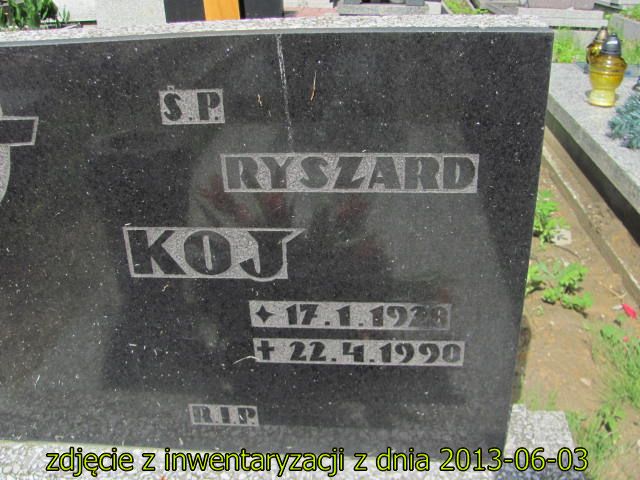 Ś.P.
RYSZARD
KOJ
17.1.1928
22.4.1990
R.I.P.
zdjęcie z inwentaryzacji z dnia 2013-06-03